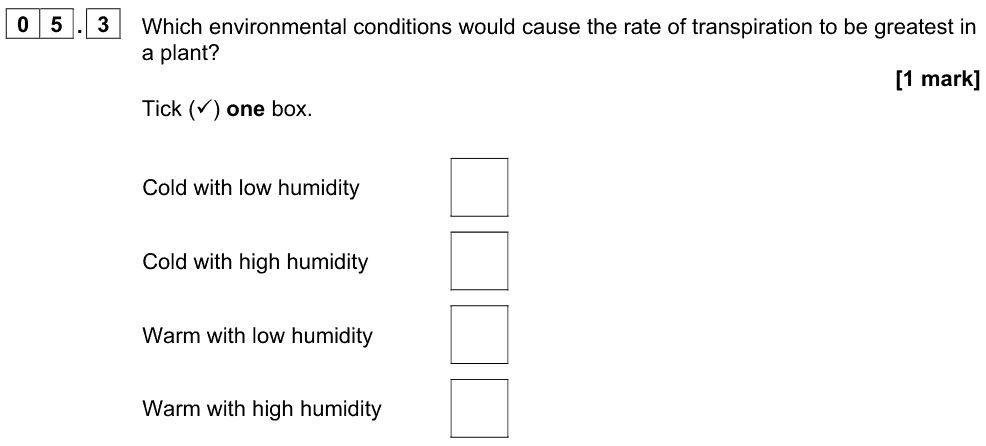 0 5 . 3 Which environmental conditions would cause the rate of transpiration to be greatest in
a plant?
[1 mark]
Tick (✓) one box.
Cold with low humidity
Cold with high humidity
Warm with low humidity
Warm with high humidity